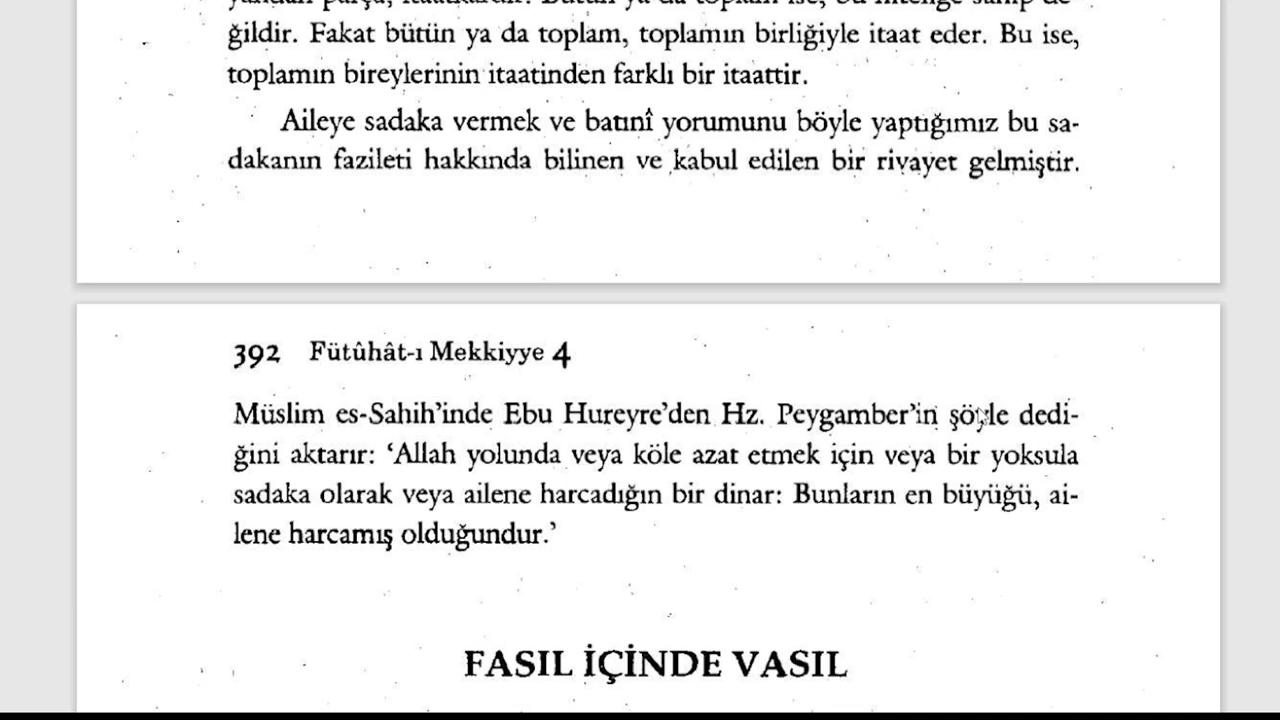 ğildir. Fakat bütün ya da toplam, toplamın birliğiyle itaat eder. Bu ise,
toplamın bireylerinin itaatinden farklı bir itaattir.
Aileye sadaka vermek ve batınî yorumunu böyle yaptığımız bu sa-
dakanın fazileti hakkında bilinen ve kabul edilen bir rivayet gelmiştir.
392 Fütûhât-ı Mekkiyye 4
Müslim es-Sahih'inde Ebu Hureyre'den Hz. Peygamber'in şöyle dedi-
ğini aktarır: ‘Allah yolunda veya köle azat etmek için veya bir yoksula
sadaka olarak veya ailene harcadığın bir dinar: Bunların en büyüğü, ai-
lene harcamış olduğundur.’
FASIL İÇİNDE VASIL